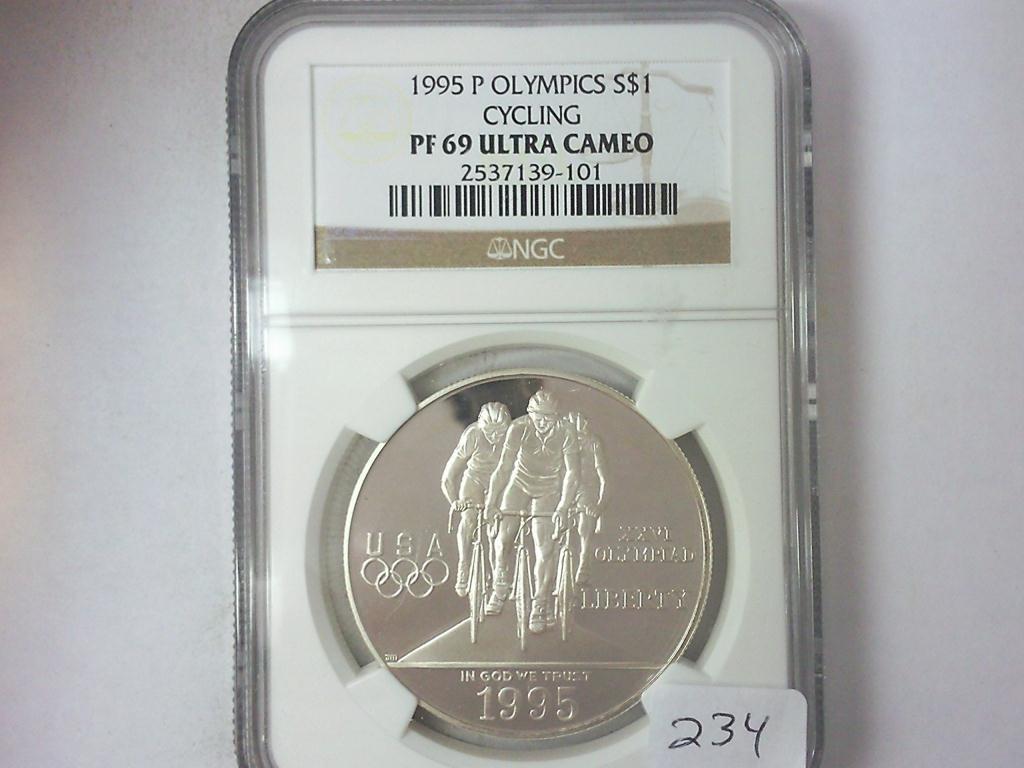 1995 P OLYMPICS S$1
CYCLING
PF 69 ULTRA CAMEO
2537139-101
NGC
USA
XXVI
OLYMPIAD
LIBERTY
IN GOD WE TRUST
1995
234